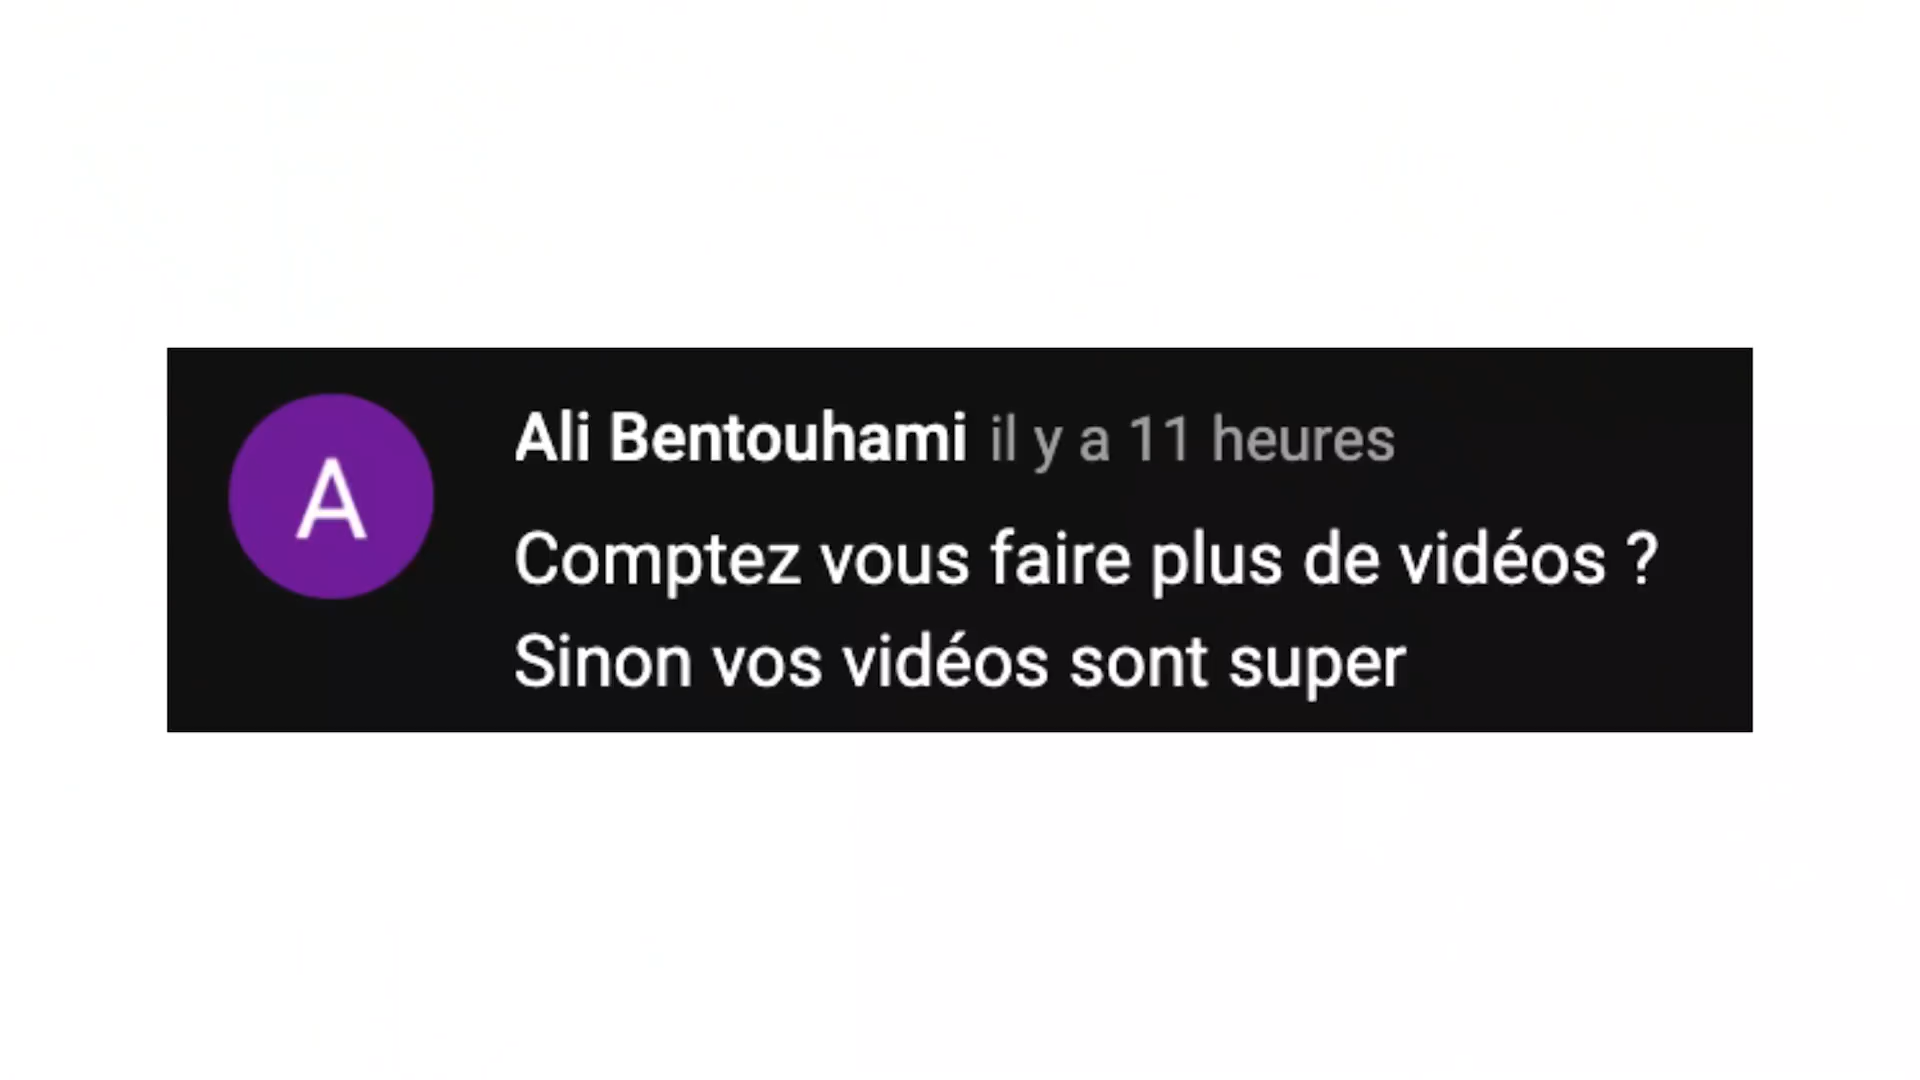 A
Ali Bentouhami il y a 11 heures
Comptez vous faire plus de vidéos ?
Sinon vos vidéos sont super